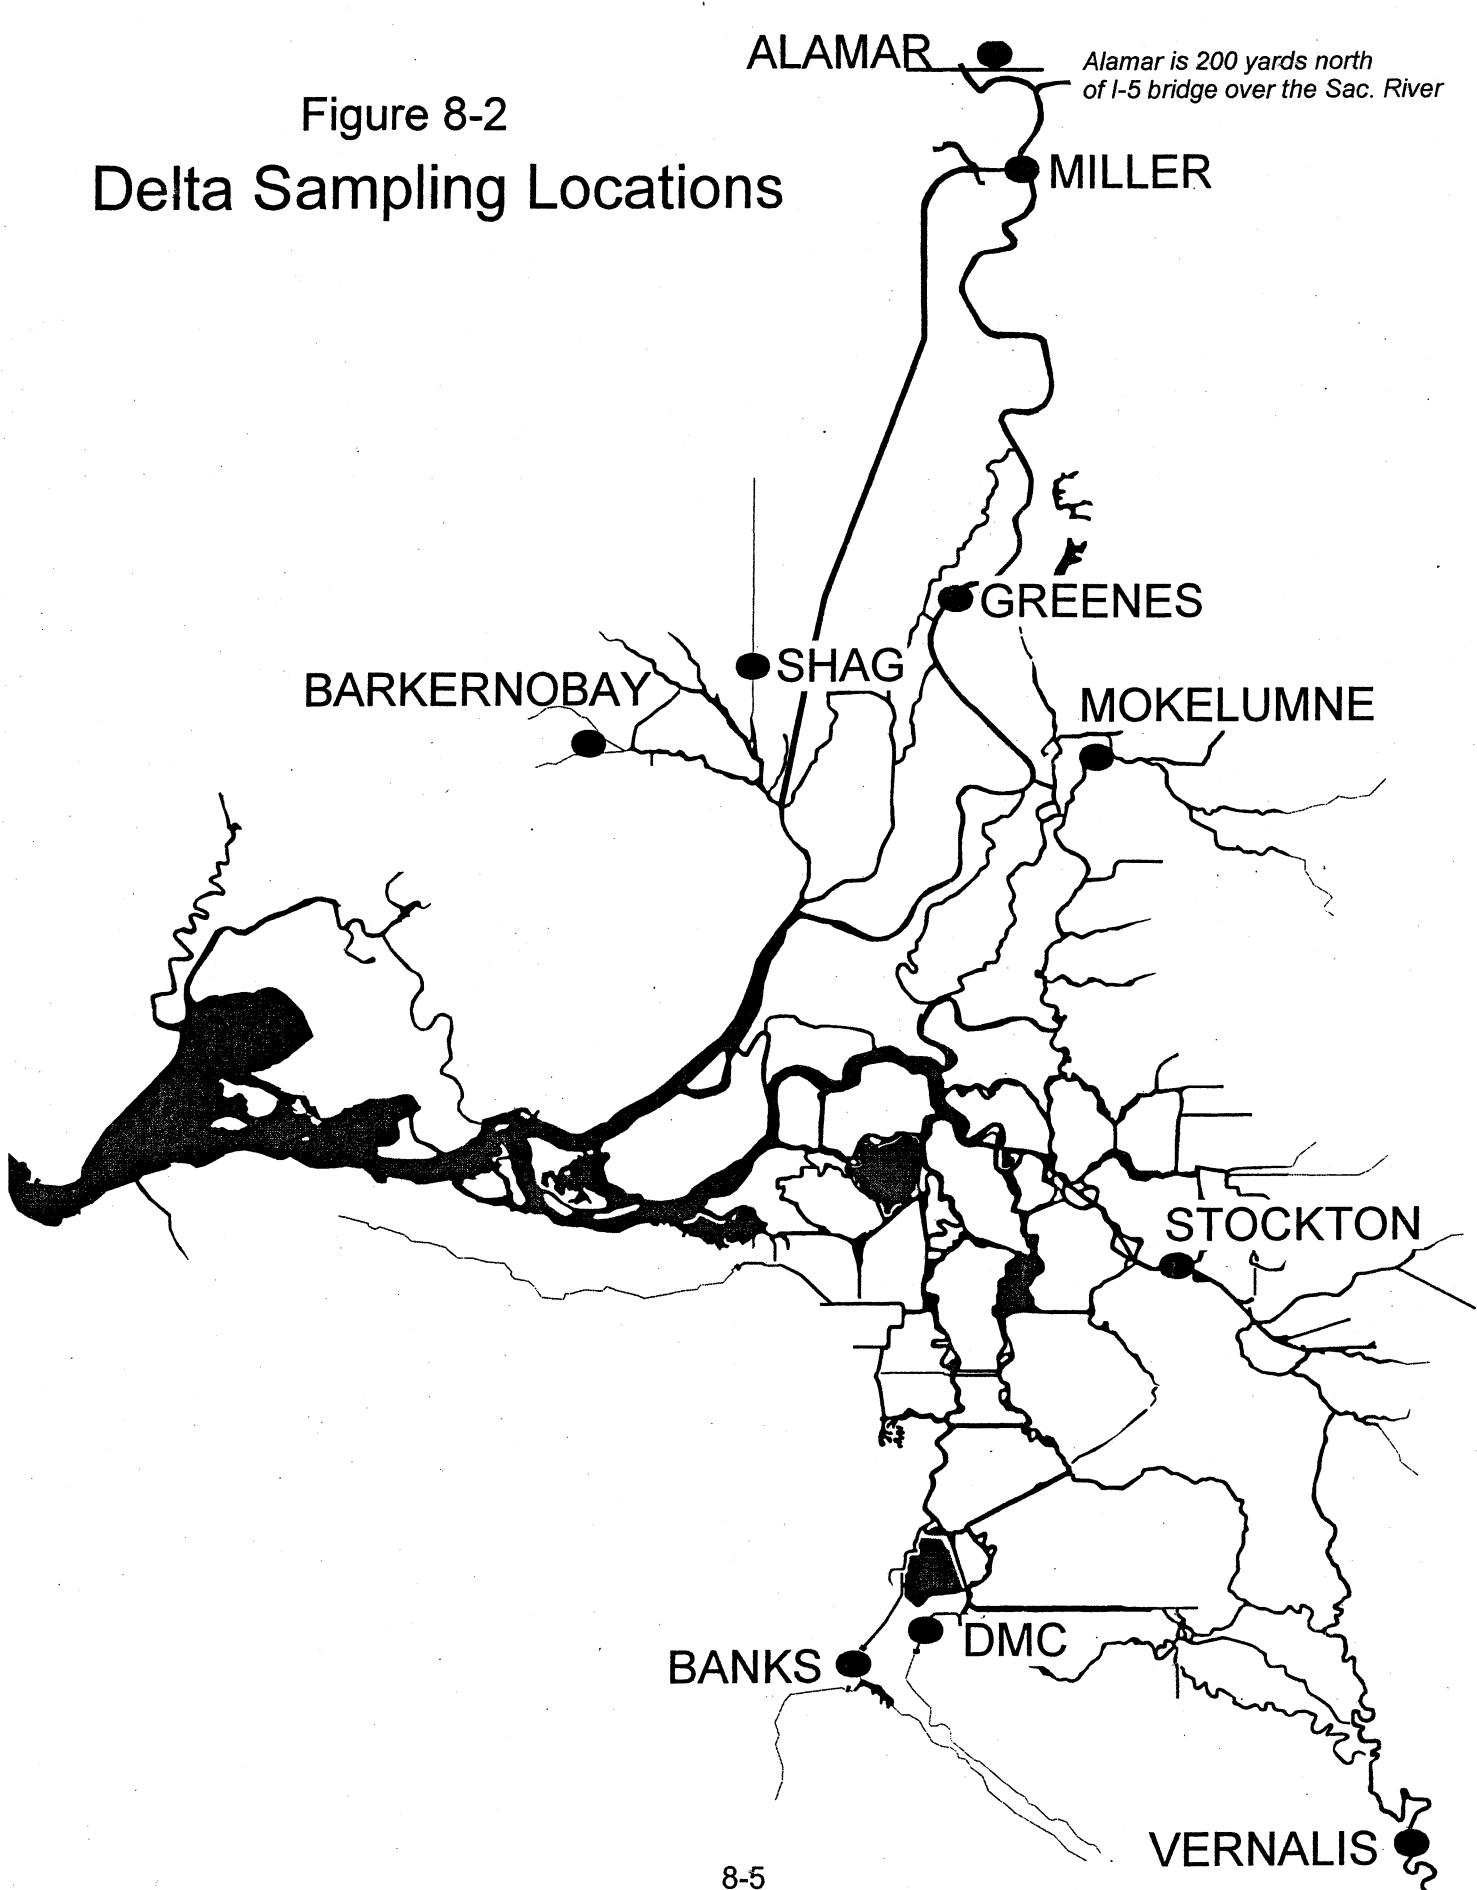 ALAMAR
Alamar is 200 yards north
of I-5 bridge over the Sac. River
Figure 8-2
Delta Sampling Locations
MILLER
GREENES
SHAG
BARKERNOBAY
MOKELUMNE
STOCKTON
DMC
BANKS
VERNALIS
8-5